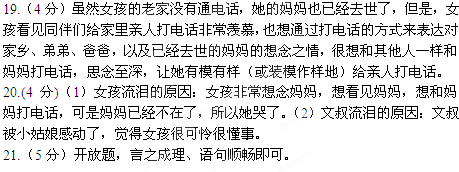 19.（4 分）虽然女孩的老家没有通电话，她的妈妈也已经去世了，但是，女
孩看见同伴们给家里亲人打电话非常羡慕，也想通过打电话的方式来表达对
家乡、弟弟、爸爸，以及已经去世的妈妈的想念之情，很想和其他人一样和
妈妈打电话，思念至深，让她有模有样（或装模作样地）给亲人打电话。
20.(4 分)（1）女孩流泪的原因：女孩非常想念妈妈，想看见妈妈，想和妈
妈打电话，可是妈妈已经不在了，所以她哭了。（2）文叔流泪的原因：文叔
被小姑娘感动了，觉得女孩很可怜很懂事。
21.（5 分）开放题，言之成理、语句顺畅即可。